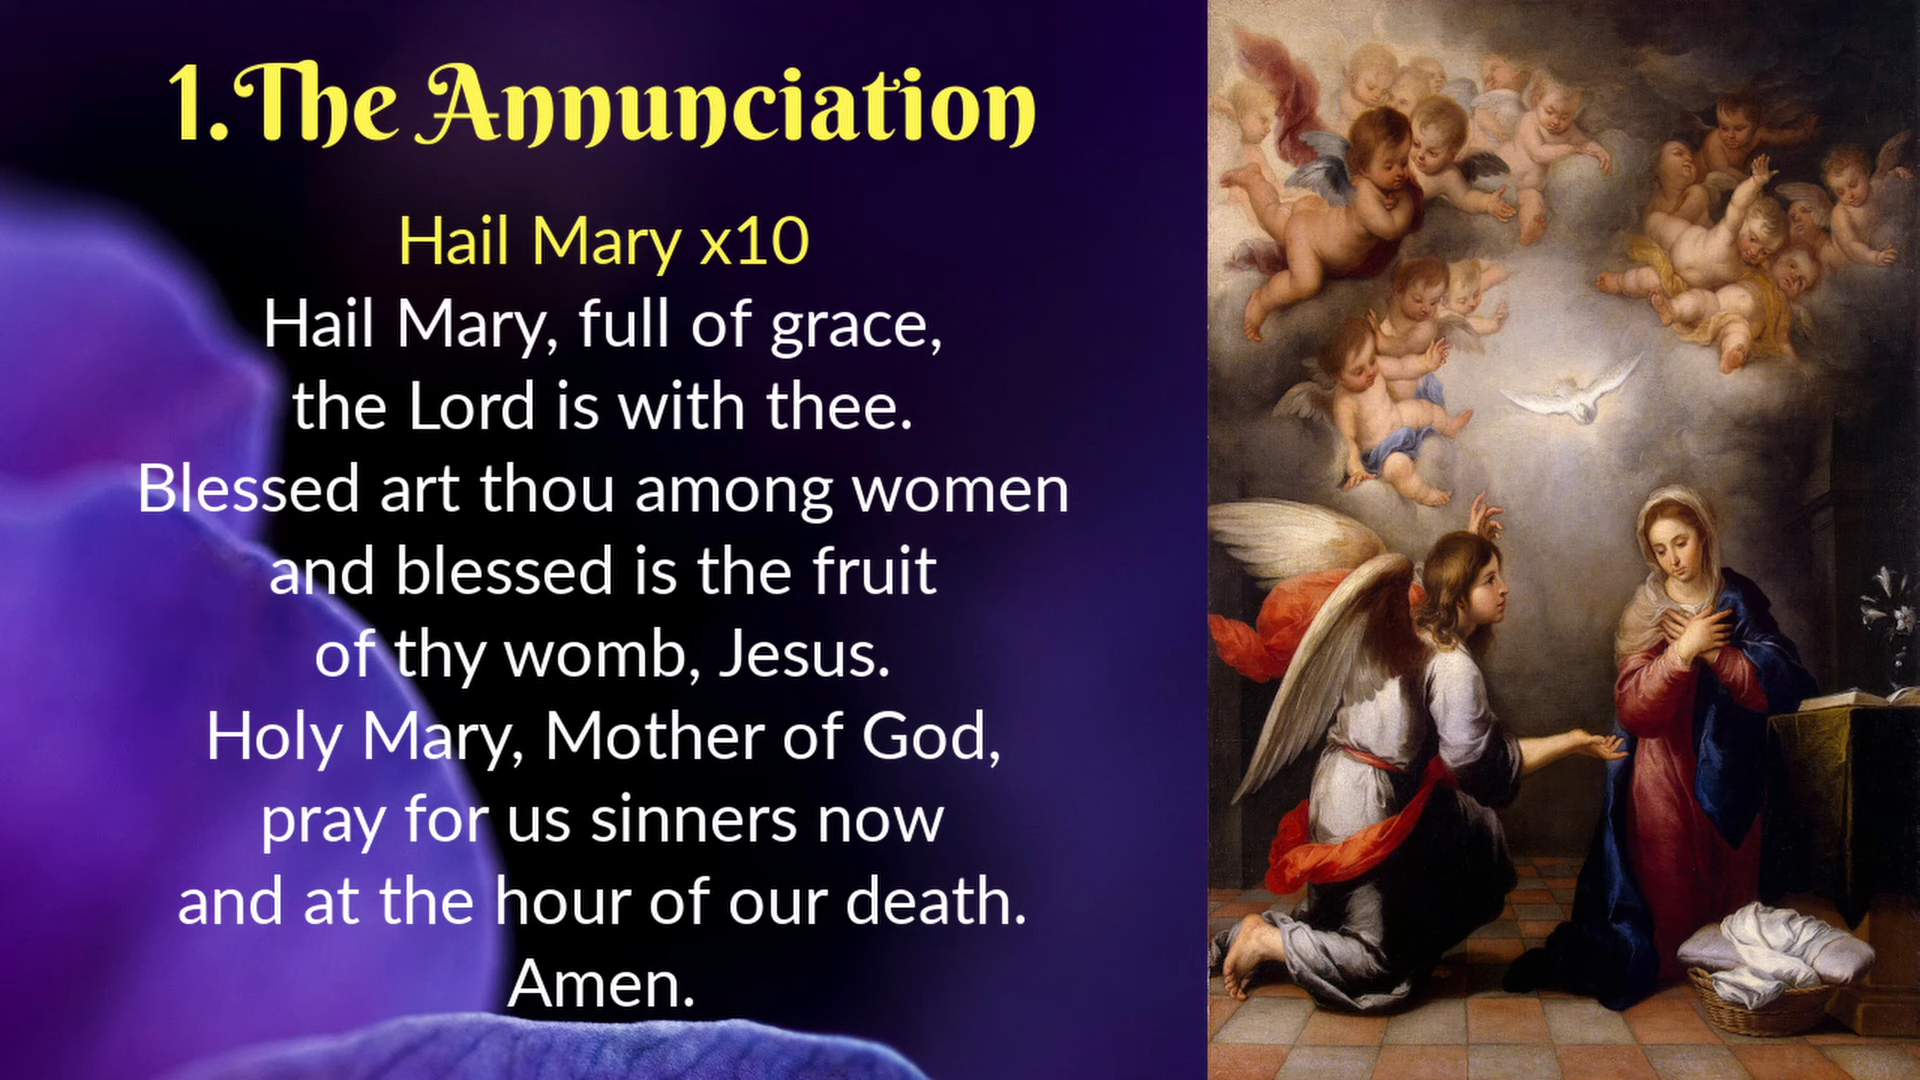 1.The Annunciation
Hail Mary x10
Hail Mary, full of grace,
the Lord is with thee.
Blessed art thou among women
and blessed is the fruit
of thy womb, Jesus.
Holy Mary, Mother of God,
pray for us sinners now
and at the hour of our death.
Amen.